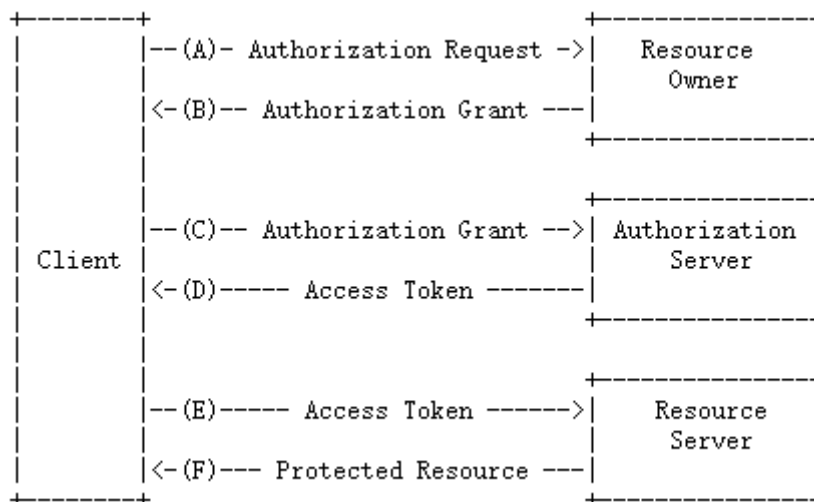 --(A)- Authorization Request ->
Resource
Owner
<-(B)-- Authorization Grant ---
--(C)-- Authorization Grant -->
Authorization
Server
Client
<-(D)----- Access Token -------
--(E)----- Access Token ------>
Resource
Server
<-(F)--- Protected Resource ---